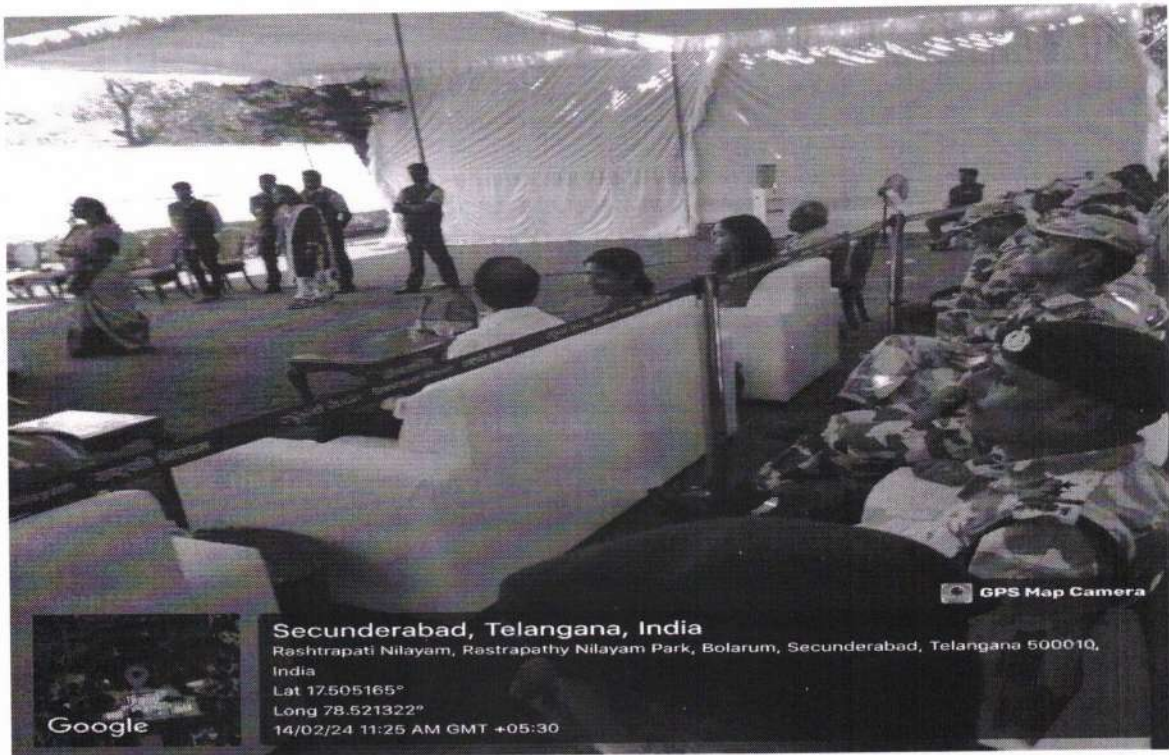 GPS Map Camera
Secunderabad, Telangana, India
Rashtrapati Nilayam, Rastrapathy Nilayam Park, Bolarum, Secunderabad, Telangana 500010,
India
Lat 17.505165°
Long 78.521322°
14/02/24 11:25 AM GMT +05:30
Google